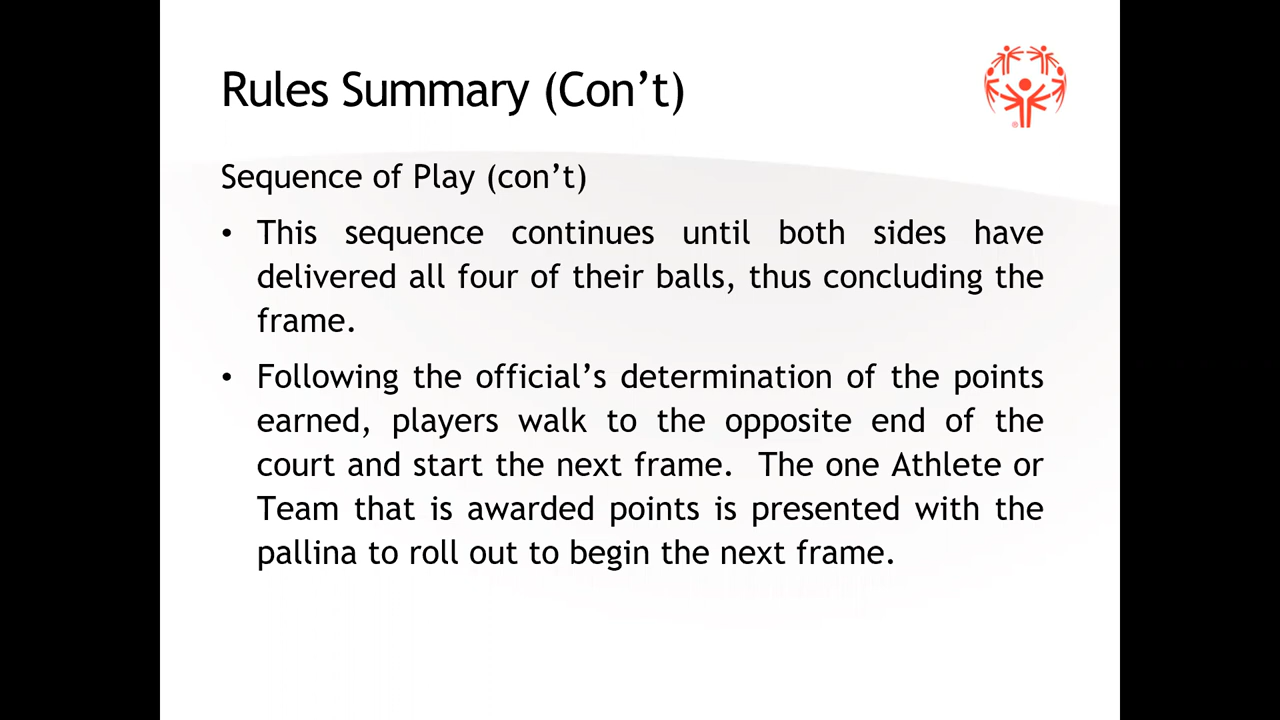 Rules Summary (Con’t)
Sequence of Play (con’t)
• This sequence continues until both sides have
delivered all four of their balls, thus concluding the
frame.
• Following the official’s determination of the points
earned, players walk to the opposite end of the
court and start the next frame.  The one Athlete or
Team that is awarded points is presented with the
pallina to roll out to begin the next frame.
®